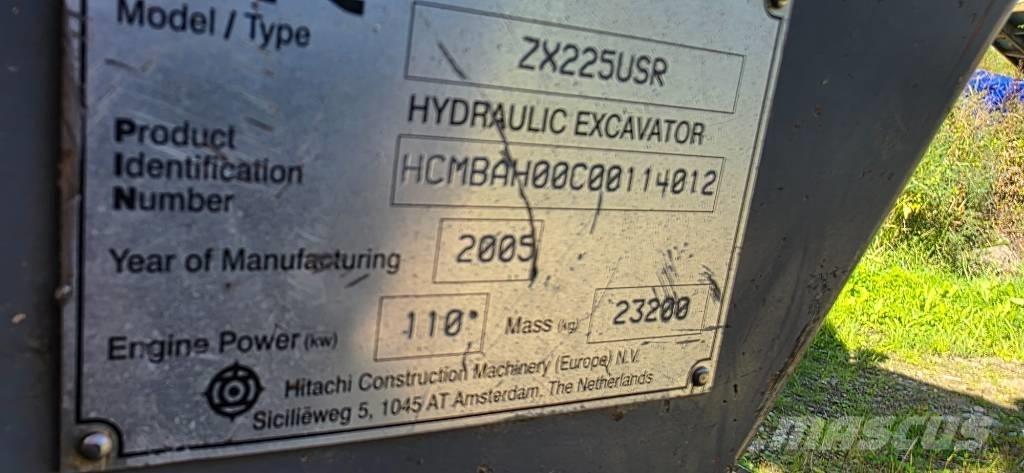 Model / Type ZX225USR
HYDRAULIC EXCAVATOR
Product
Identification HCMBAH00C00114012
Number
Year of Manufacturing 2005
Engine Power (kw) 110 Mass (kg) 23200
Hitachi Construction Machinery (Europe) N.V.
Siciliëweg 5, 1045 AT Amsterdam, The Netherlands
mascus